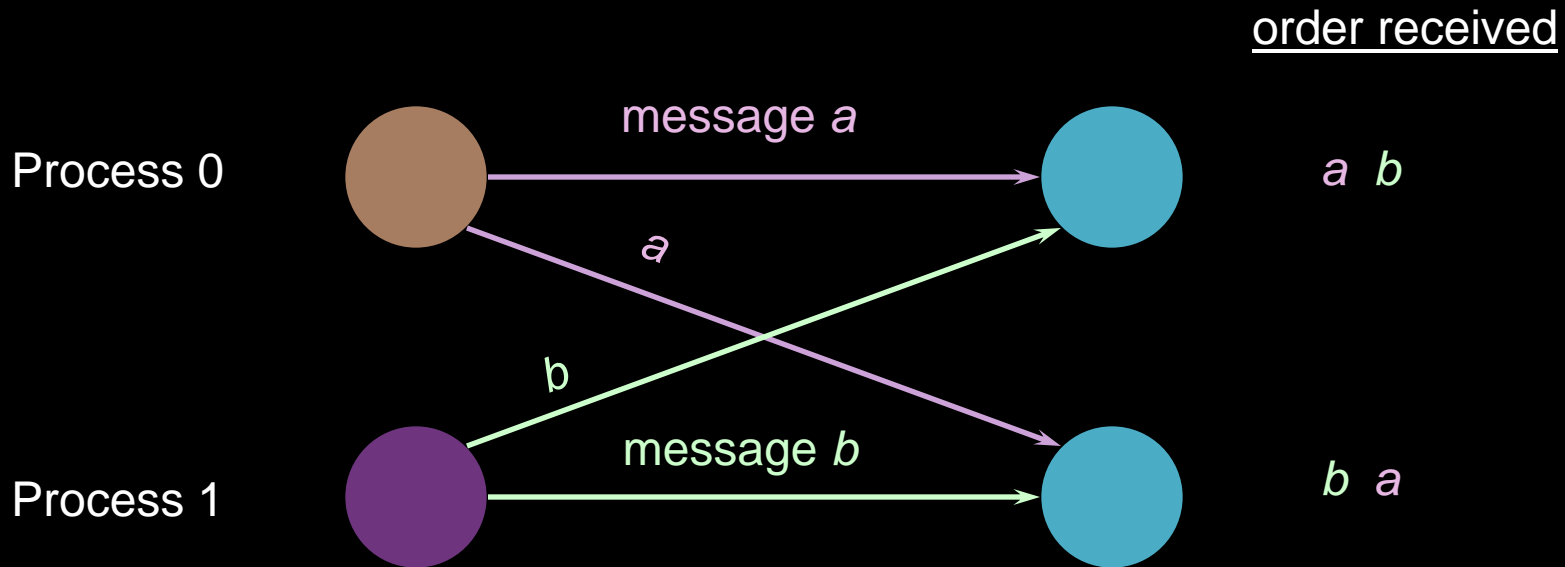 order received
message a
Process 0
a b
a
b
message b
b a
Process 1